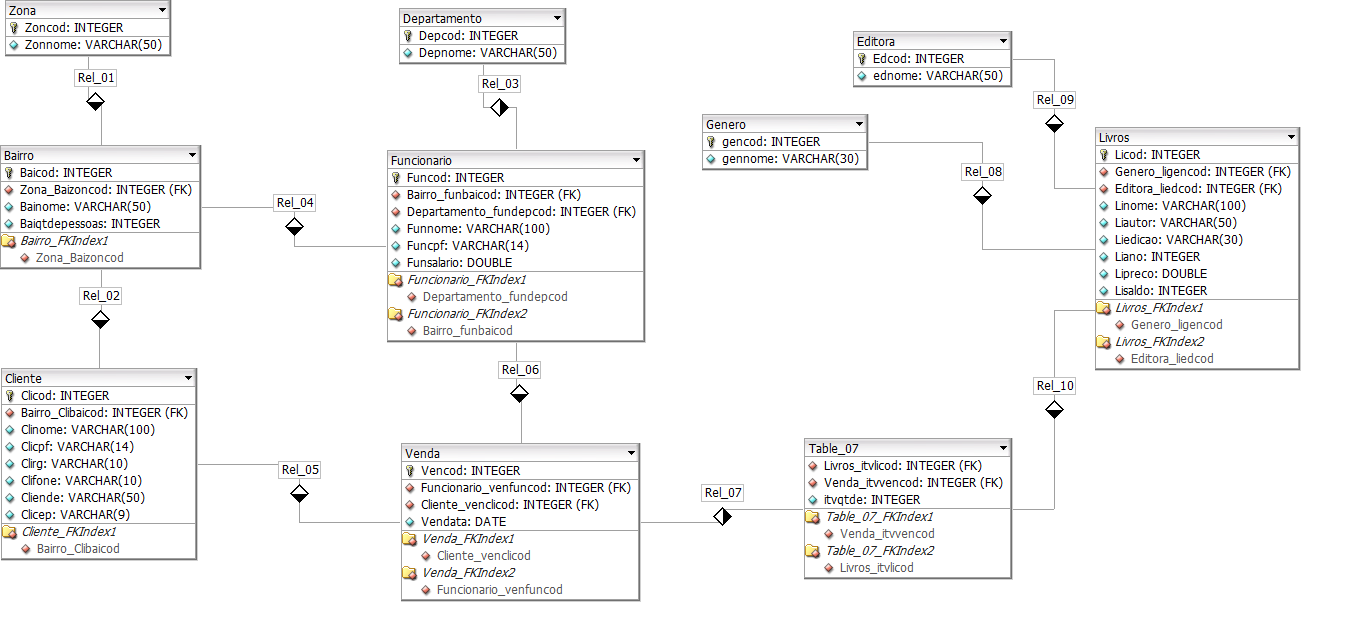 Zona
Zoncod: INTEGER
Zonnome: VARCHAR(50)
Rel_01
Bairro
Baicod: INTEGER
Zona_Baizoncod: INTEGER (FK)
Bainome: VARCHAR(50)
Baiqtdepessoas: INTEGER
Bairro_FKIndex1
Zona_Baizoncod
Rel_02
Cliente
Clicod: INTEGER
Bairro_Clibaicod: INTEGER (FK)
Clinome: VARCHAR(100)
Clicpf: VARCHAR(14)
Clirg: VARCHAR(10)
Clifone: VARCHAR(10)
Cliende: VARCHAR(50)
Clicep: VARCHAR(9)
Cliente_FKIndex1
Bairro_Clibaicod
Departamento
Depcod: INTEGER
Depnome: VARCHAR(50)
Rel_03
Rel_04
Funcionario
Funcod: INTEGER
Bairro_funbaicod: INTEGER (FK)
Departamento_fundepcod: INTEGER (FK)
Funnome: VARCHAR(100)
Funcpf: VARCHAR(14)
Funsalario: DOUBLE
Funcionario_FKIndex1
Departamento_fundepcod
Funcionario_FKIndex2
Bairro_funbaicod
Rel_06
Rel_05
Venda
Vencod: INTEGER
Funcionario_venfuncod: INTEGER (FK)
Cliente_venclicod: INTEGER (FK)
Vendata: DATE
Venda_FKIndex1
Cliente_venclicod
Venda_FKIndex2
Funcionario_venfuncod
Rel_07
Editora
Edcod: INTEGER
ednome: VARCHAR(50)
Rel_09
Genero
gencod: INTEGER
gennome: VARCHAR(30)
Rel_08
Livros
Licod: INTEGER
Genero_ligencod: INTEGER (FK)
Editora_liedcod: INTEGER (FK)
Linome: VARCHAR(100)
Liautor: VARCHAR(50)
Liedicao: VARCHAR(30)
Liano: INTEGER
Lipreco: DOUBLE
Lisaldo: INTEGER
Livros_FKIndex1
Genero_ligencod
Livros_FKIndex2
Editora_liedcod
Rel_10
Table_07
Livros_itvlicod: INTEGER (FK)
Venda_itvvencod: INTEGER (FK)
itvqtde: INTEGER
Table_07_FKIndex1
Venda_itvvencod
Table_07_FKIndex2
Livros_itvlicod